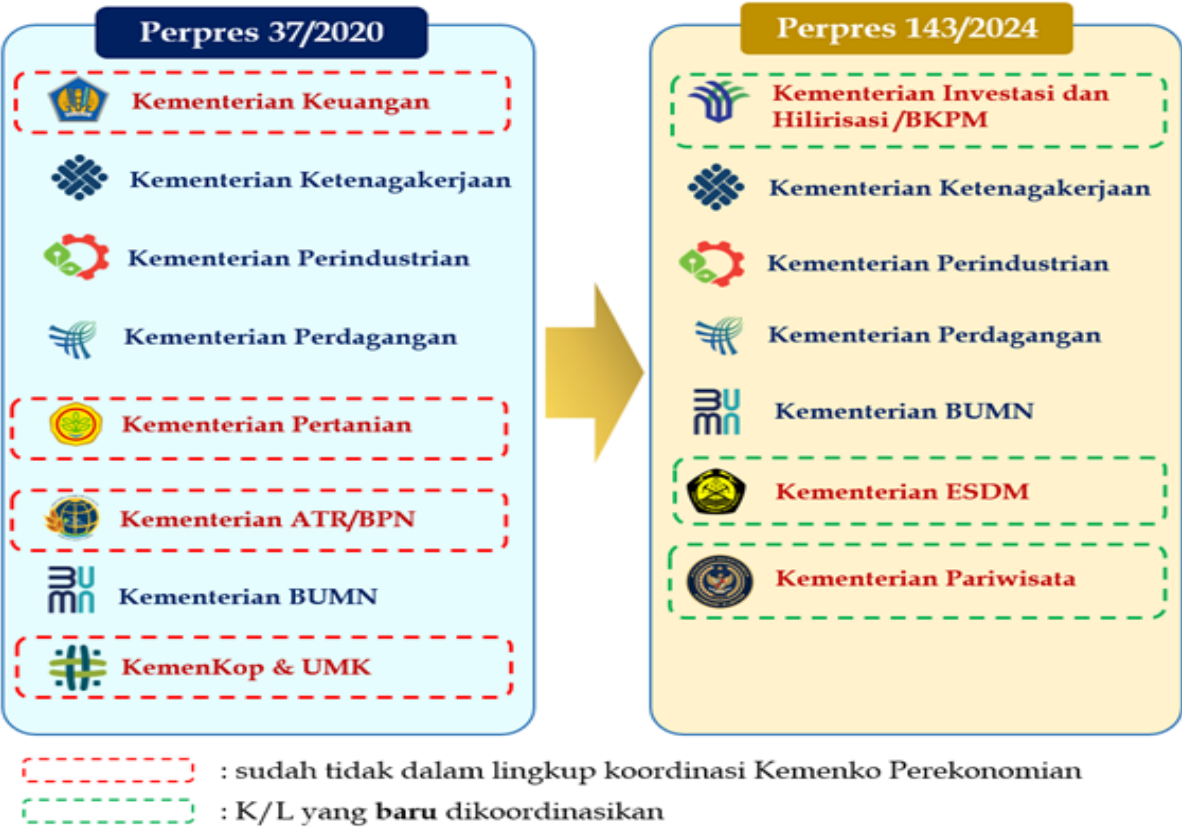 Perpres 37/2020
Kementerian Keuangan
Kementerian Ketenagakerjaan
Kementerian Perindustrian
Kementerian Perdagangan
Kementerian Pertanian
Kementerian ATR/BPN
BUMN
Kementerian BUMN
KemenKop & UMK
Perpres 143/2024
Kementerian Investasi dan
Hilirisasi /BKPM
Kementerian Ketenagakerjaan
Kementerian Perindustrian
Kementerian Perdagangan
BUMN
Kementerian BUMN
Kementerian ESDM
Kementerian Pariwisata
: sudah tidak dalam lingkup koordinasi Kemenko Perekonomian
: K/L yang baru dikoordinasikan